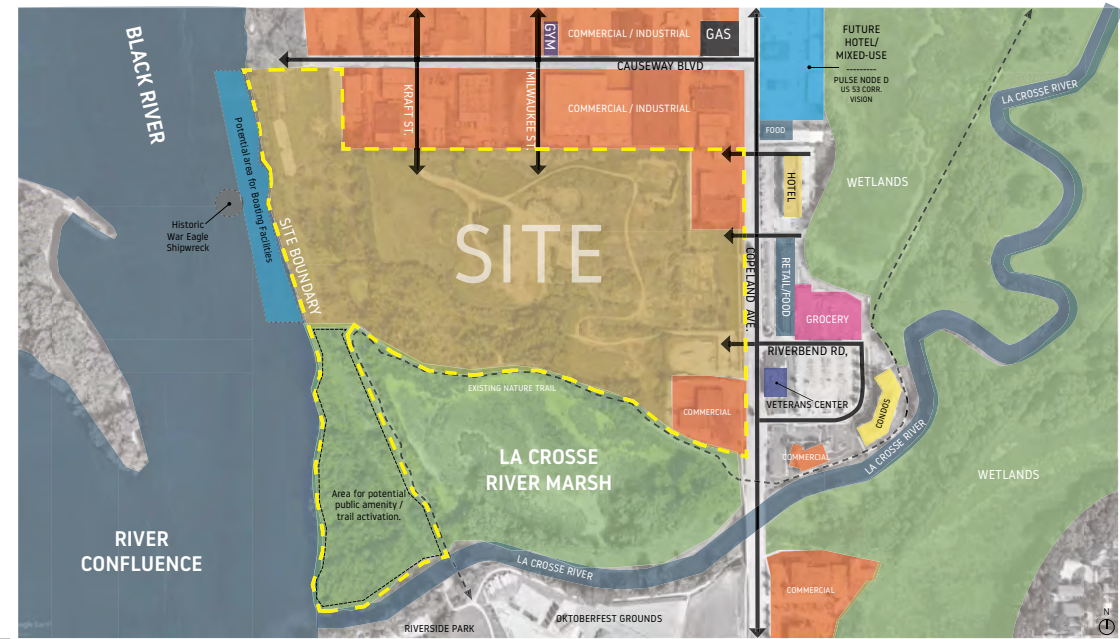 BLACK RIVER
GYM
COMMERCIAL / INDUSTRIAL
GAS
FUTURE
HOTEL/
MIXED-USE
---------
PULSE NODE D
US 53 CORR.
VISION
CAUSEWAY BLVD
KRAFT ST.
MILWAUKEE ST.
COMMERCIAL / INDUSTRIAL
LA CROSSE RIVER
FOOD
HOTEL
WETLANDS
Potential area for Boating Facilities
Historic
War Eagle
Shipwreck
SITE BOUNDARY
SITE
COPELAND AVE.
RETAIL/FOOD
GROCERY
RIVERBEND RD,
EXISTING NATURE TRAIL
VETERANS CENTER
CONDOS
COMMERCIAL
COMMERCIAL
LA CROSSE RIVER
LA CROSSE
RIVER MARSH
WETLANDS
Area for potential
public amenity /
trail activation.
RIVER
CONFLUENCE
LA CROSSE RIVER
COMMERCIAL
OKTOBERFEST GROUNDS
RIVERSIDE PARK
N
Google Earth